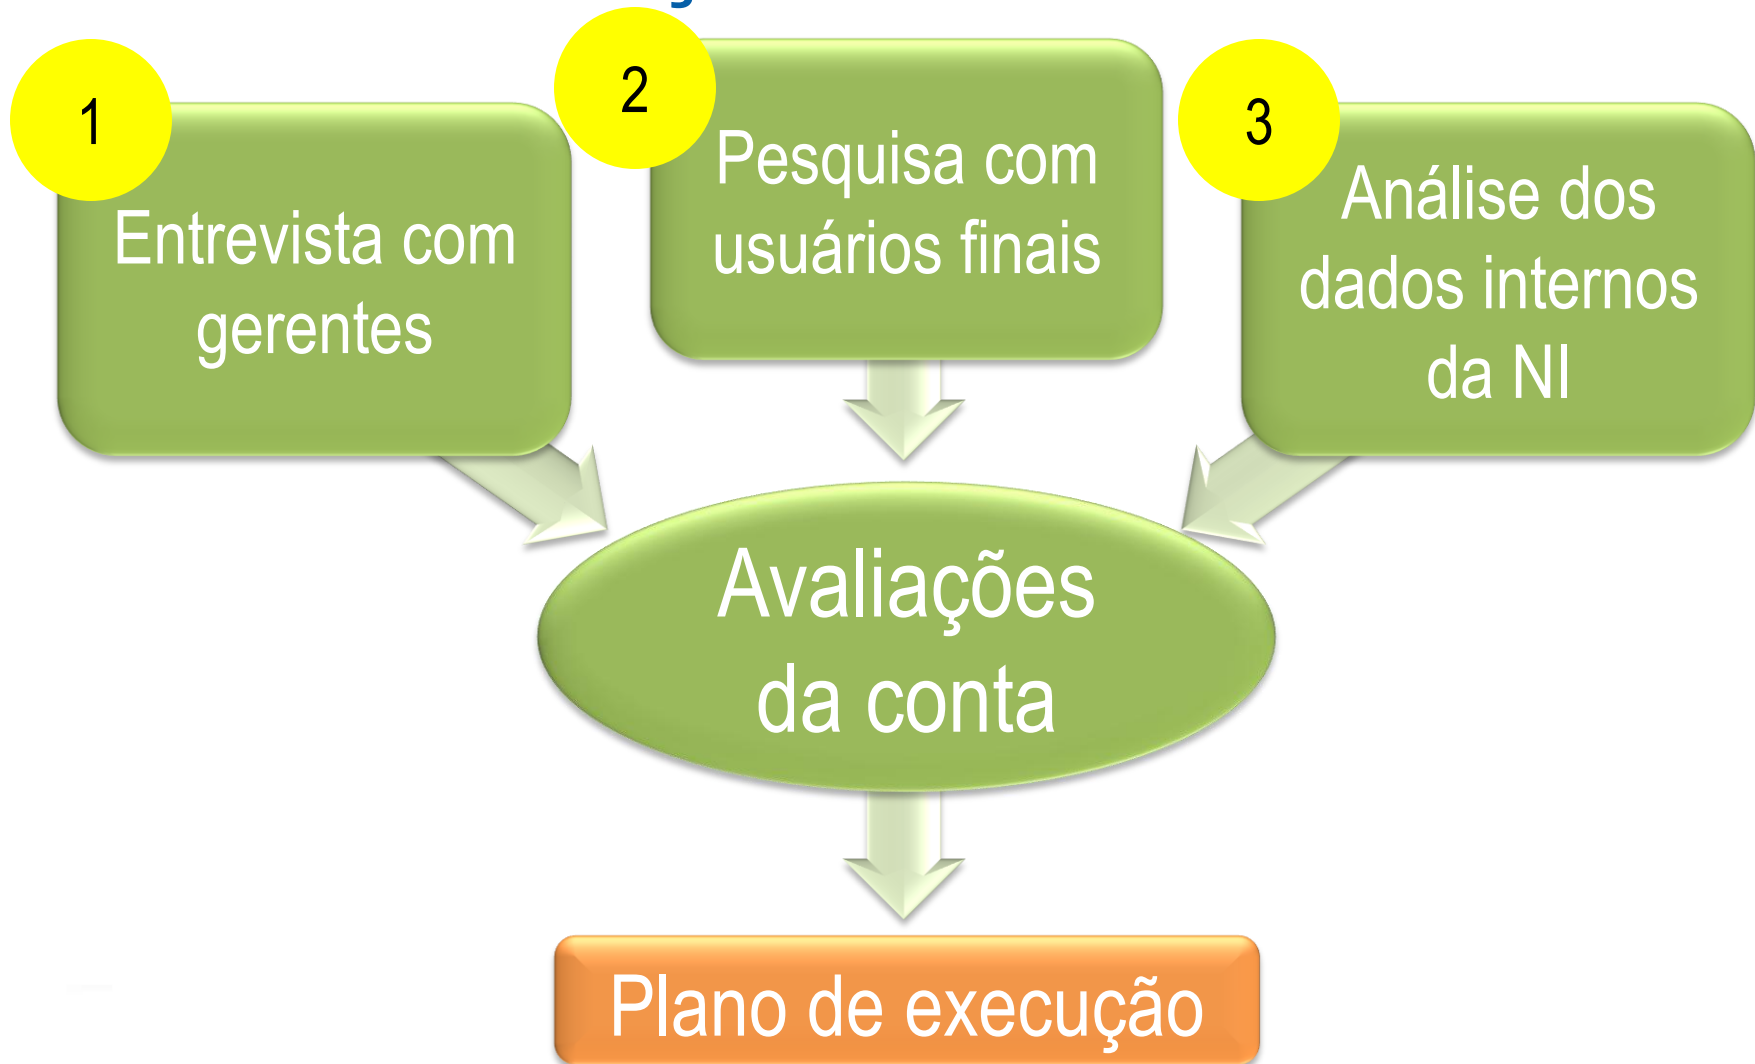 1
Entrevista com
gerentes
2
Pesquisa com
usuários finais
3
Análise dos
dados internos
da NI
Avaliações
da conta
Plano de execução